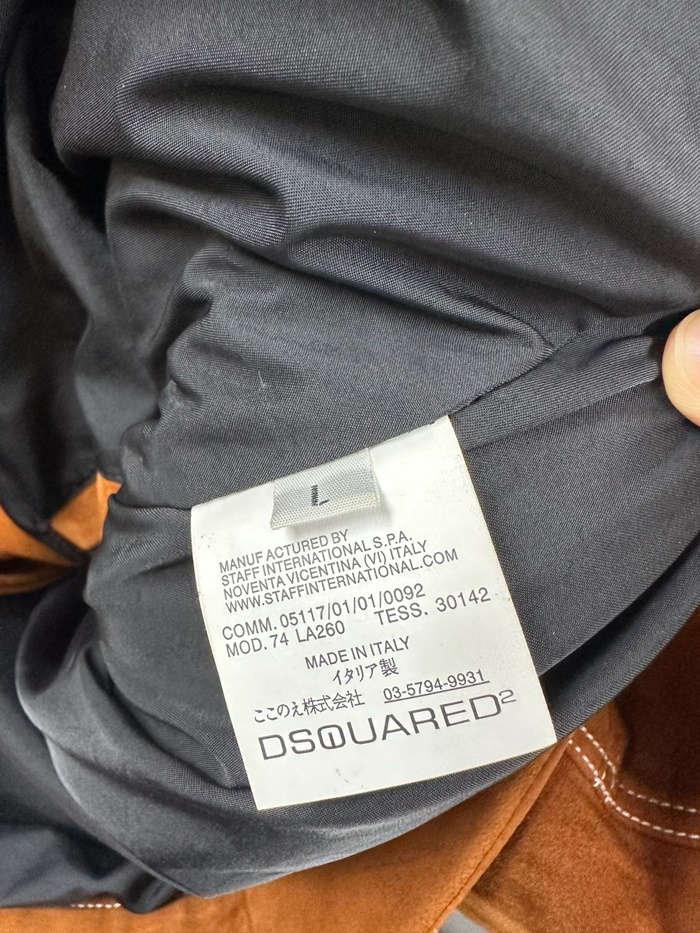 MANUF ACTURED BY
STAFF INTERNATIONAL S.P.A.
NOVENTA VICENTINA (VI) ITALY
WWW.STAFFINTERNATIONAL.COM
COMM. 05117/01/01/0092
MOD. 74 LA260 TESS. 30142
MADE IN ITALY
イタリア製
ここのえ株式会社 03-5794-9931
DSQUARED2